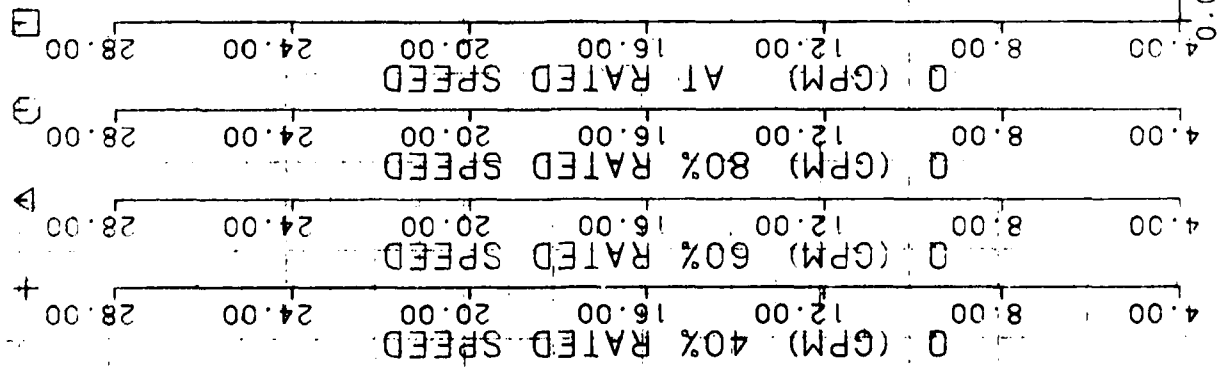 Q (GPM) 40% RATED SPEED
4.00 8.00 12.00 16.00 20.00 24.00 28.00
Q (GPM) 60% RATED SPEED
4.00 8.00 12.00 16.00 20.00 24.00 28.00
Q (GPM) 80% RATED SPEED
4.00 8.00 12.00 16.00 20.00 24.00 28.00
Q (GPM) AT RATED SPEED
4.00 8.00 12.00 16.00 20.00 24.00 28.00